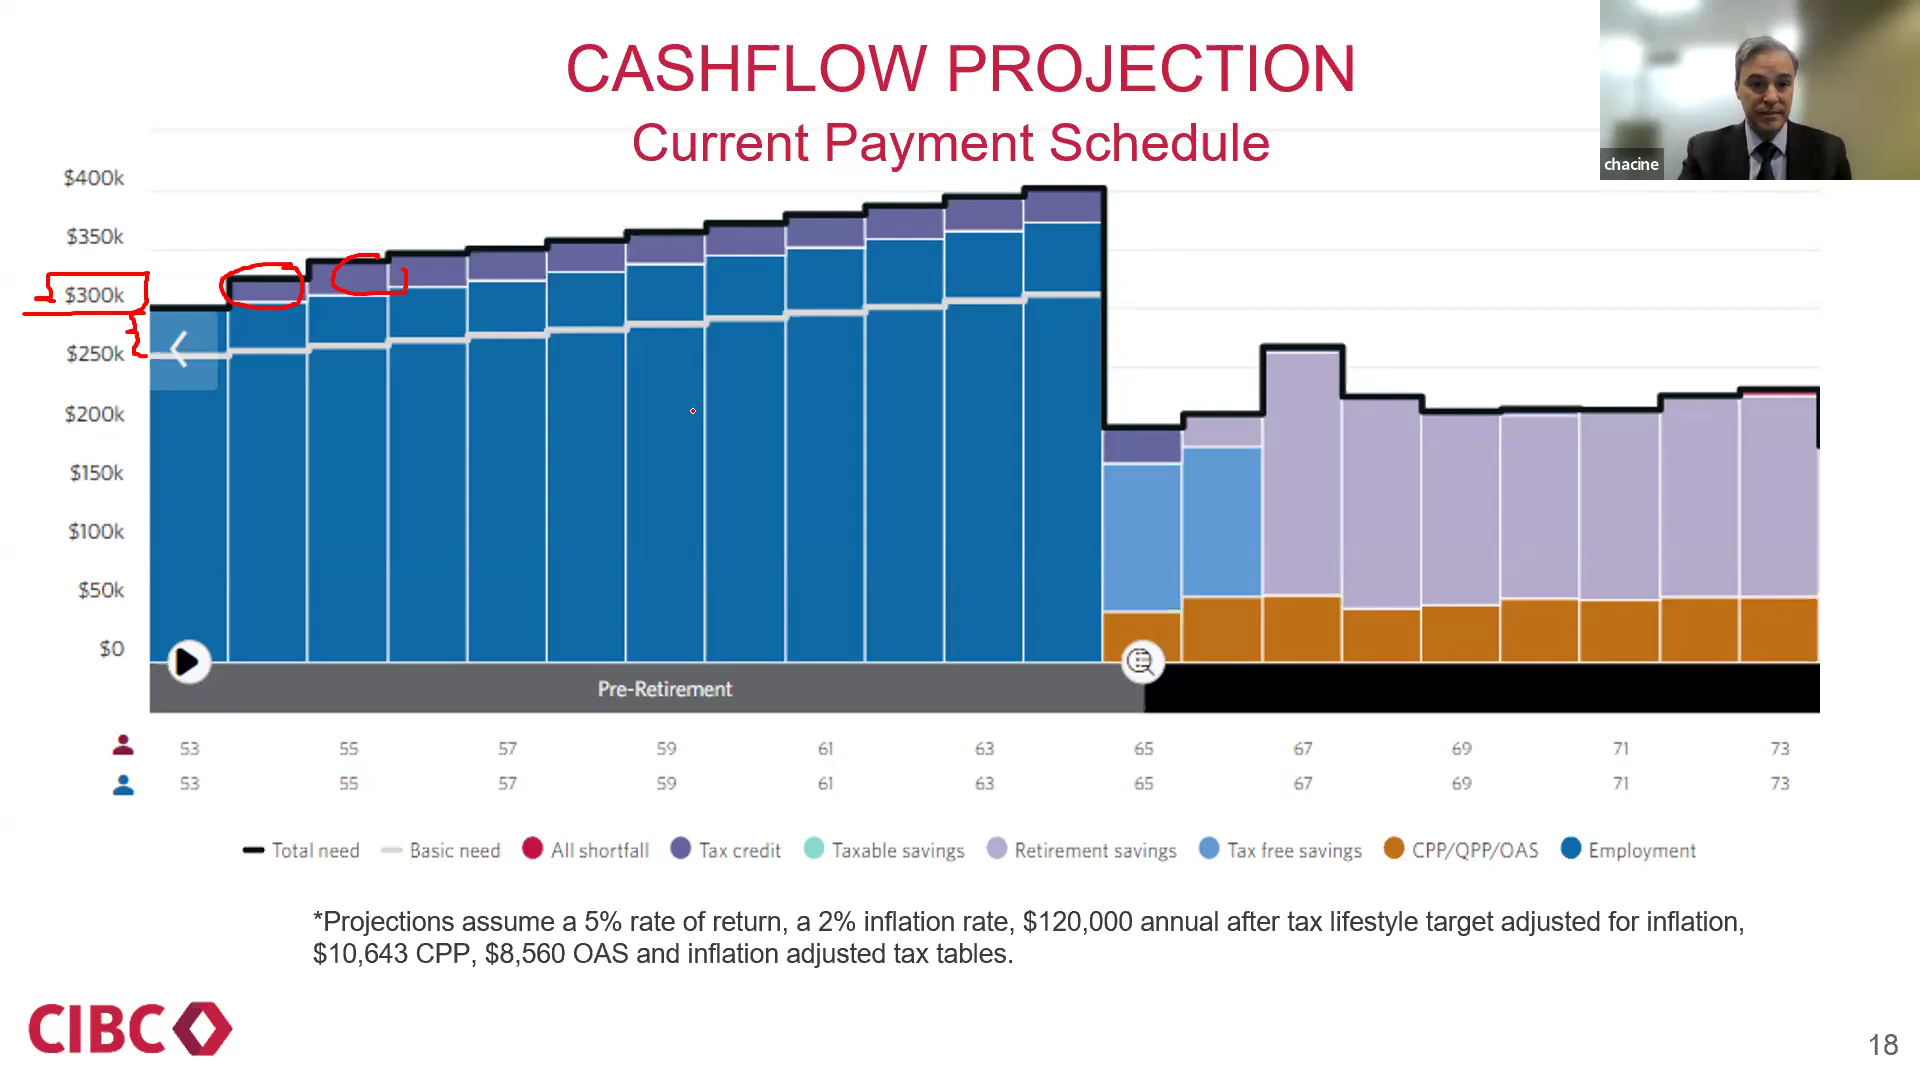 CASHFLOW PROJECTION
Current Payment Schedule
chacine
$400k
$350k
$300k
$250k
$200k
$150k
$100k
$50k
$0
Pre-Retirement
53 55 57 59 61 63 65 67 69 71 73
53 55 57 59 61 63 65 67 69 71 73
Total need Basic need All shortfall Tax credit Taxable savings Retirement savings Tax free savings CPP/QPP/OAS Employment
*Projections assume a 5% rate of return, a 2% inflation rate, $120,000 annual after tax lifestyle target adjusted for inflation,
$10,643 CPP, $8,560 OAS and inflation adjusted tax tables.
CIBC
18